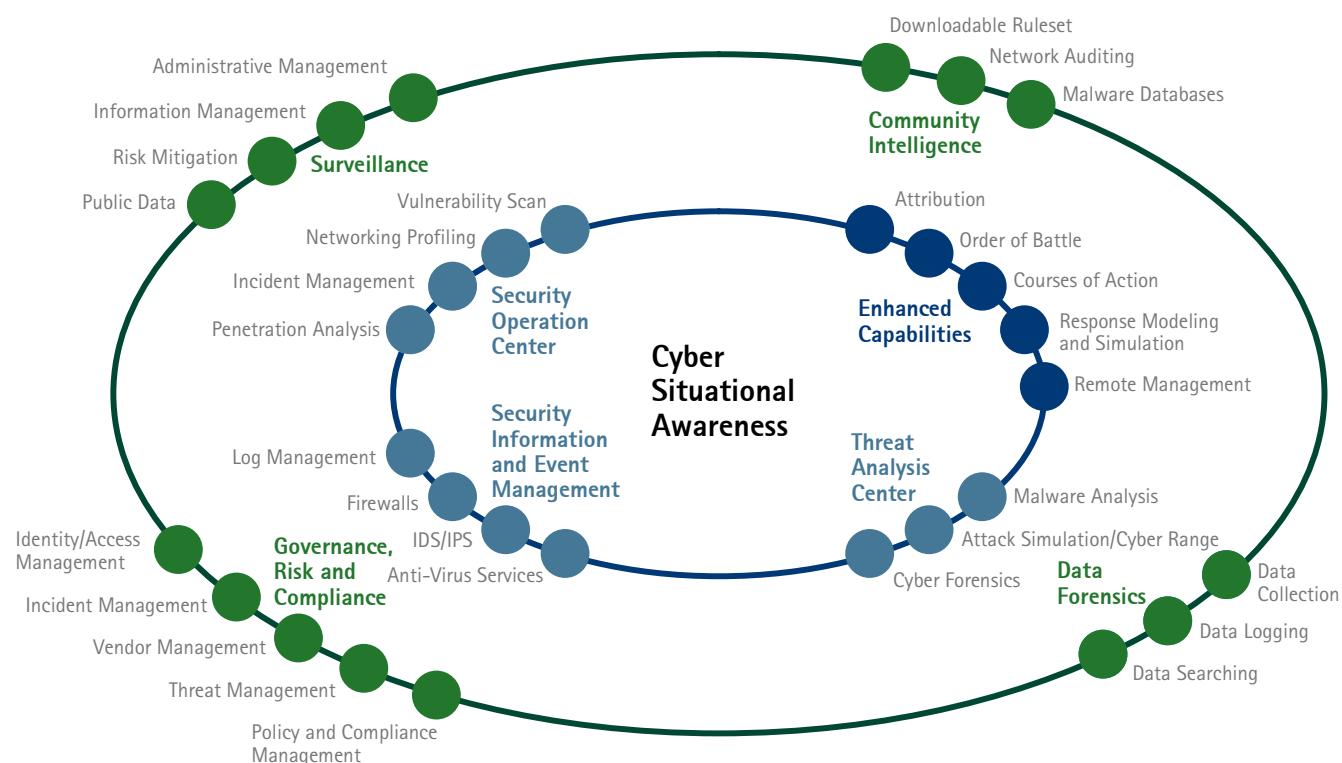 Downloadable Ruleset
Network Auditing
Malware Databases
Community
Intelligence
Administrative Management
Information Management
Risk Mitigation
Public Data
Surveillance
Vulnerability Scan
Networking Profiling
Incident Management
Penetration Analysis
Security
Operation
Center
Attribution
Order of Battle
Courses of Action
Response Modeling
and Simulation
Remote Management
Enhanced
Capabilities
Cyber
Situational
Awareness
Security
Information
and Event
Management
Log Management
Firewalls
IDS/IPS
Anti-Virus Services
Threat
Analysis
Center
Malware Analysis
Attack Simulation/Cyber Range
Cyber Forensics
Identity/Access
Management
Incident Management
Vendor Management
Threat Management
Policy and Compliance
Management
Governance,
Risk and
Compliance
Data
Forensics
Data
Collection
Data Logging
Data Searching